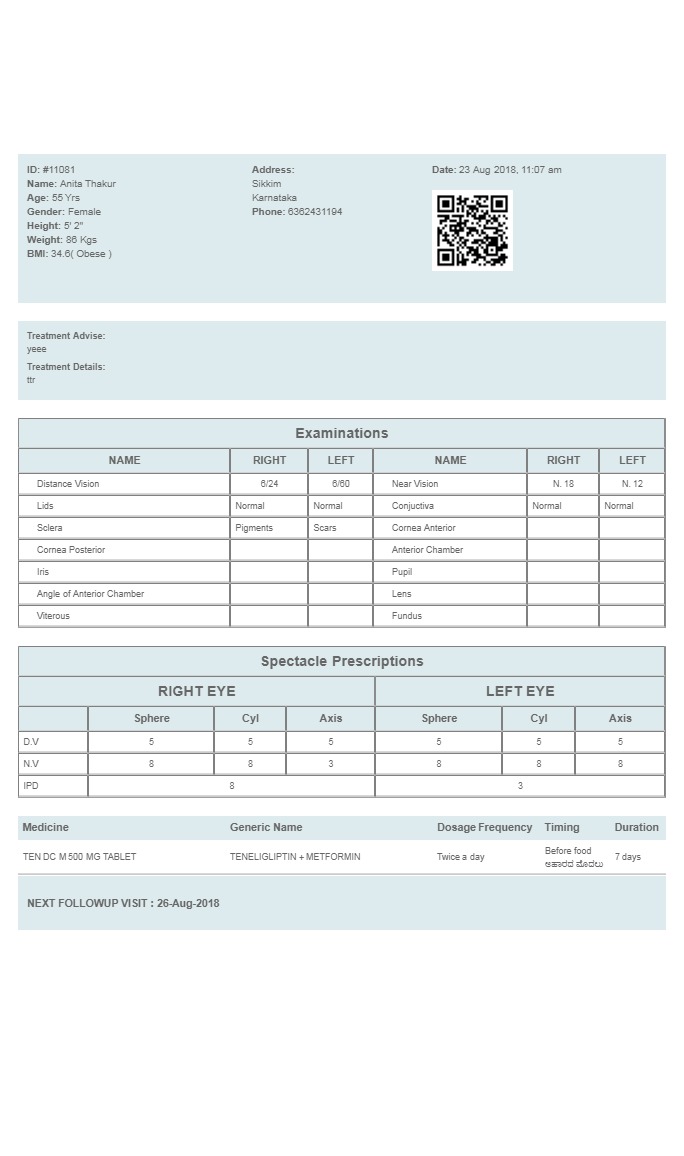 ID: #11081
Name: Anita Thakur
Age: 55 Yrs
Gender: Female
Height: 5' 2"
Weight: 86 Kgs
BMI: 34.6( Obese )
Address:
Sikkim
Karnataka
Phone: 6362431194
Date: 23 Aug 2018, 11:07 am
Treatment Advise:
yeee
Treatment Details:
ttr
Examinations
NAME RIGHT LEFT NAME RIGHT LEFT
Distance Vision 6/24 6/60 Near Vision N. 18 N. 12
Lids Normal Normal Conjuctiva Normal Normal
Sclera Pigments Scars Cornea Anterior
Cornea Posterior Anterior Chamber
Iris Pupil
Angle of Anterior Chamber Lens
Viterous Fundus
Spectacle Prescriptions
RIGHT EYE LEFT EYE
Sphere Cyl Axis Sphere Cyl Axis
D.V 5 5 5 5 5 5
N.V 8 8 3 8 8 8
IPD 8 3
Medicine Generic Name Dosage Frequency Timing Duration
TEN DC M 500 MG TABLET TENELIGLIPTIN + METFORMIN Twice a day Before food 7 days
ಆಹಾರದ ಮೊದಲು
NEXT FOLLOWUP VISIT : 26-Aug-2018